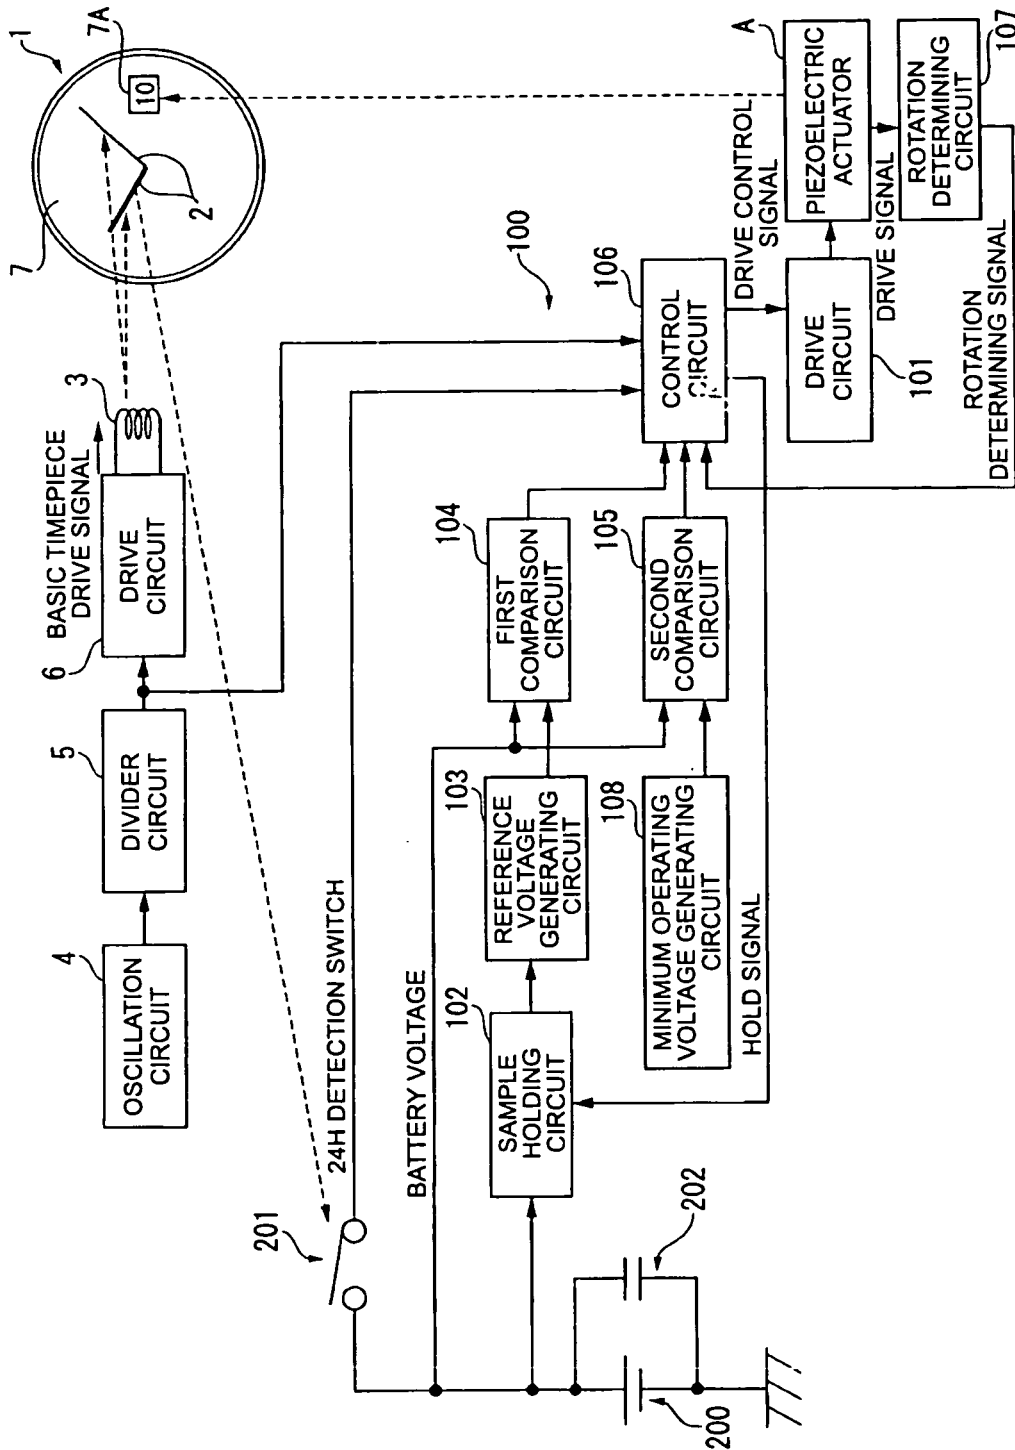 1
7A
10
7
2
3
BASIC TIMEPIECE
DRIVE SIGNAL
6
DRIVE
CIRCUIT
5
DIVIDER
CIRCUIT
4
OSCILLATION
CIRCUIT
201
24H DETECTION SWITCH
BATTERY VOLTAGE
102
SAMPLE
HOLDING
CIRCUIT
103
REFERENCE
VOLTAGE
GENERATING
CIRCUIT
104
FIRST
COMPARISON
CIRCUIT
105
SECOND
COMPARISON
CIRCUIT
108
MINIMUM OPERATING
VOLTAGE GENERATING
CIRCUIT
HOLD SIGNAL
100
106
CONTROL
CIRCUIT
DRIVE CONTROL
SIGNAL
DRIVE
CIRCUIT
101
DRIVE SIGNAL
A
PIEZOELECTRIC
ACTUATOR
107
ROTATION
DETERMINING
CIRCUIT
ROTATION
DETERMINING SIGNAL
200
202